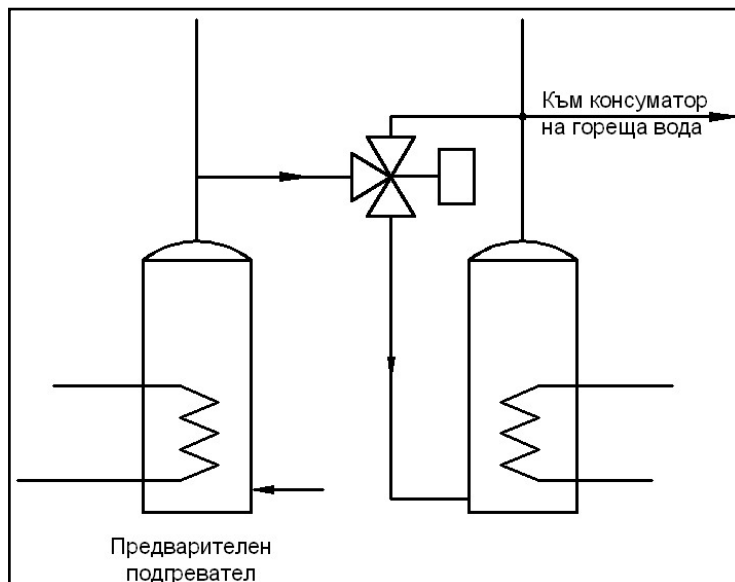 Към консуматор
на гореща вода
Предварителен
подгревател